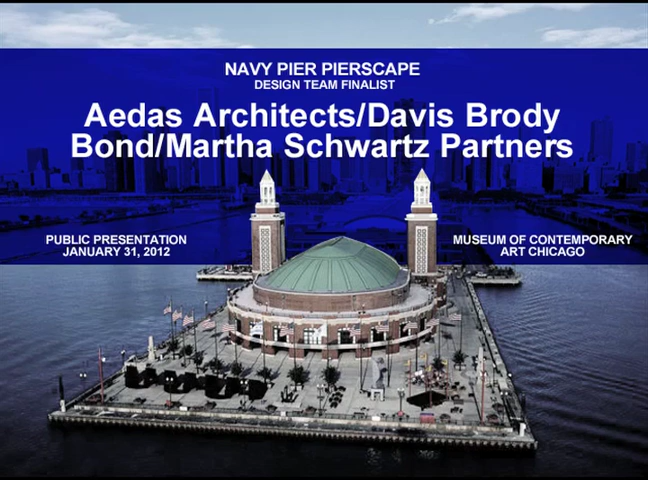 NAVY PIER PIERSCAPE
DESIGN TEAM FINALIST
Aedas Architects/Davis Brody
Bond/Martha Schwartz Partners
PUBLIC PRESENTATION
JANUARY 31, 2012
MUSEUM OF CONTEMPORARY
ART CHICAGO